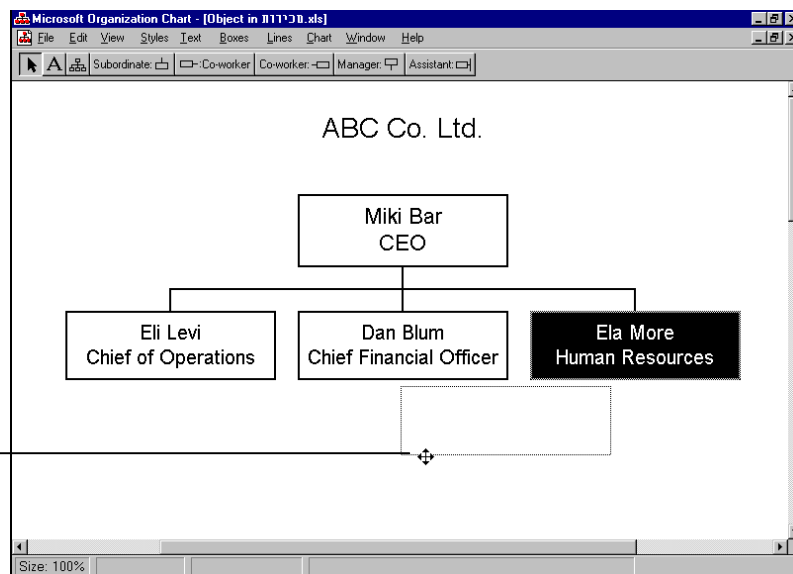 Microsoft Organization Chart - [Object in מכירות.xls]
File Edit View Styles Text Boxes Lines Chart Window Help
A Subordinate: :Co-worker Co-worker: Manager: Assistant:
ABC Co. Ltd.
Miki Bar
CEO
Eli Levi
Chief of Operations
Dan Blum
Chief Financial Officer
Ela More
Human Resources
Size: 100%